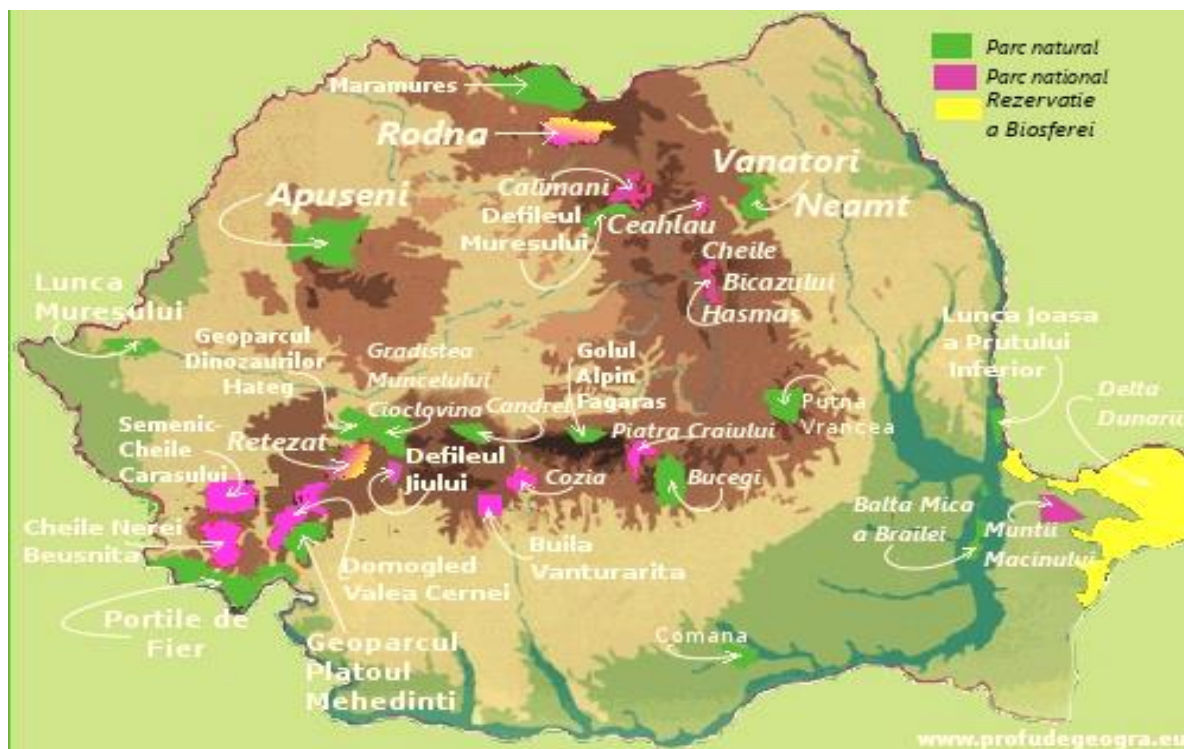 Parc natural
Parc national
Rezervatie
a Biosferei
Maramures
Rodna
Vanatori
Neamt
Apuseni
Calimani
Defileul
Muresului
Ceahlau
Cheile
Bicazului
Hasmas
Lunca
Muresului
Geoparcul
Dinozaurilor
Hateg
Gradistea
Muncelului
Cioclovina
Candrel
Golul
Alpin
Fagaras
Lunca Joasa
a Prutului
Inferior
Delta
Dunarii
Putna
Vrancea
Semenic-
Cheile
Carasului
Retezat
Defileul
Jiului
Piatra Craiului
Cozia
Bucegi
Cheile Nerei
Beusnita
Balta Mica
a Brailei
Muntii
Macinului
Buila
Vanturarita
Domogled
Valea Cernei
Portile de
Fier
Geoparcul
Platoul
Mehedinti
Comana
www.profudegeogra.eu